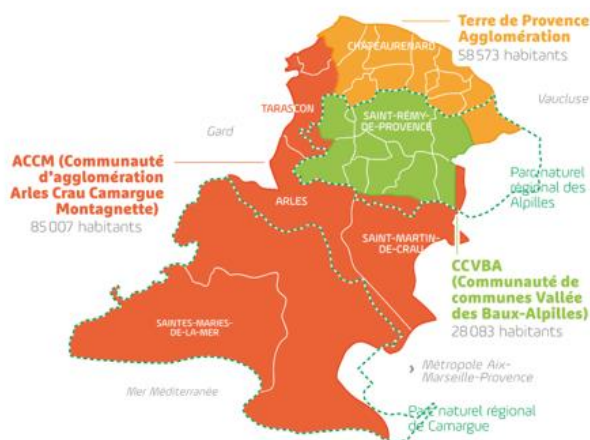 Terre de Provence
Agglomération
58 573 habitants
CHÂTEAURENARD
Vaucluse
TARASCON
SAINT-RÉMY-
DE-PROVENCE
Gard
ACCM (Communauté
d'agglomération
Arles Crau Camargue
Montagnette)
85 007 habitants
Parc naturel
régional des
Alpilles
ARLES
SAINT-MARTIN-
DE-CRAU
CCVBA
(Communauté de
communes Vallée
des Baux-Alpilles)
28 083 habitants
SAINTES-MARIES-
DE-LA-MER
› Métropole Aix-
Marseille-Provence
Mer Méditerranée
Parc naturel régional
de Camargue